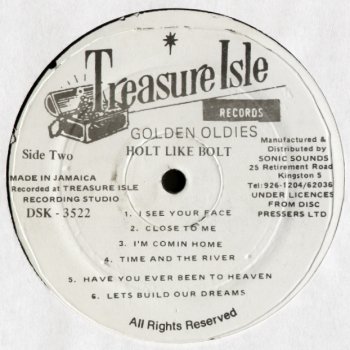 Treasure Isle
RECORDS
GOLDEN OLDIES
HOLT LIKE BOLT
Side Two
MADE IN JAMAICA
Recorded at TREASURE ISLE
RECORDING STUDIO
DSK - 3522
Manufactured &
Distributed by
SONIC SOUNDS
25 Retirement Road
Kingston 5
Tel:926-1204/62036
UNDER LICENCES
FROM DISC
PRESSERS LTD
1. I SEE YOUR FACE
2. CLOSE TO ME
3. I'M COMIN HOME
4. TIME AND THE RIVER
5. HAVE YOU EVER BEEN TO HEAVEN
6. LETS BUILD OUR DREAMS
All Rights Reserved